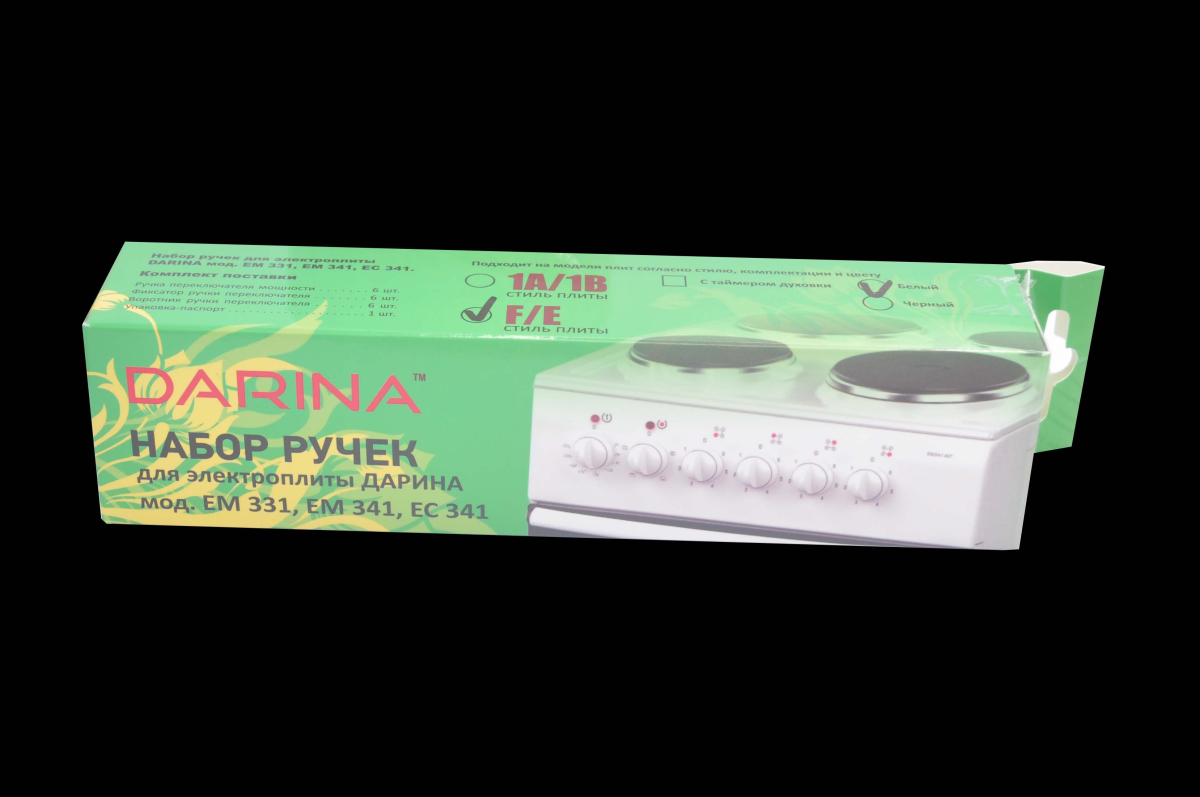 Набор ручек для электроплиты
DARINA мод. EM 331, EM 341, EC 341.
Комплект поставки
Ручка переключателя мощности . . . . . . . 6 шт.
Фиксатор ручки переключателя . . . . . . . 6 шт.
Воротник ручки переключателя . . . . . . . 6 шт.
Упаковка-паспорт . . . . . . . . . . . . . . . . . 1 шт.
Подходит на модели плит согласно стилю, комплектации и цвету
1A/1B
СТИЛЬ ПЛИТЫ
F/E
СТИЛЬ ПЛИТЫ
С таймером духовки
Белый
Черный
DARINA™
НАБОР РУЧЕК
для электроплиты ДАРИНА
мод. EM 331, EM 341, EC 341